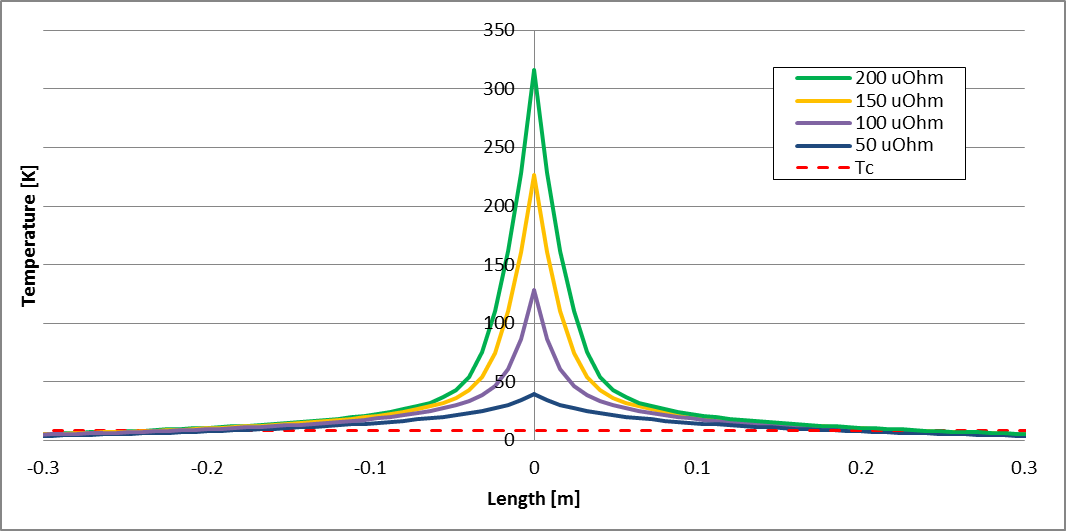 350
300
250
200
150
100
50
0
Temperature [K]
200 uOhm
150 uOhm
100 uOhm
50 uOhm
Tc
-0.3 -0.2 -0.1 0 0.1 0.2 0.3
Length [m]